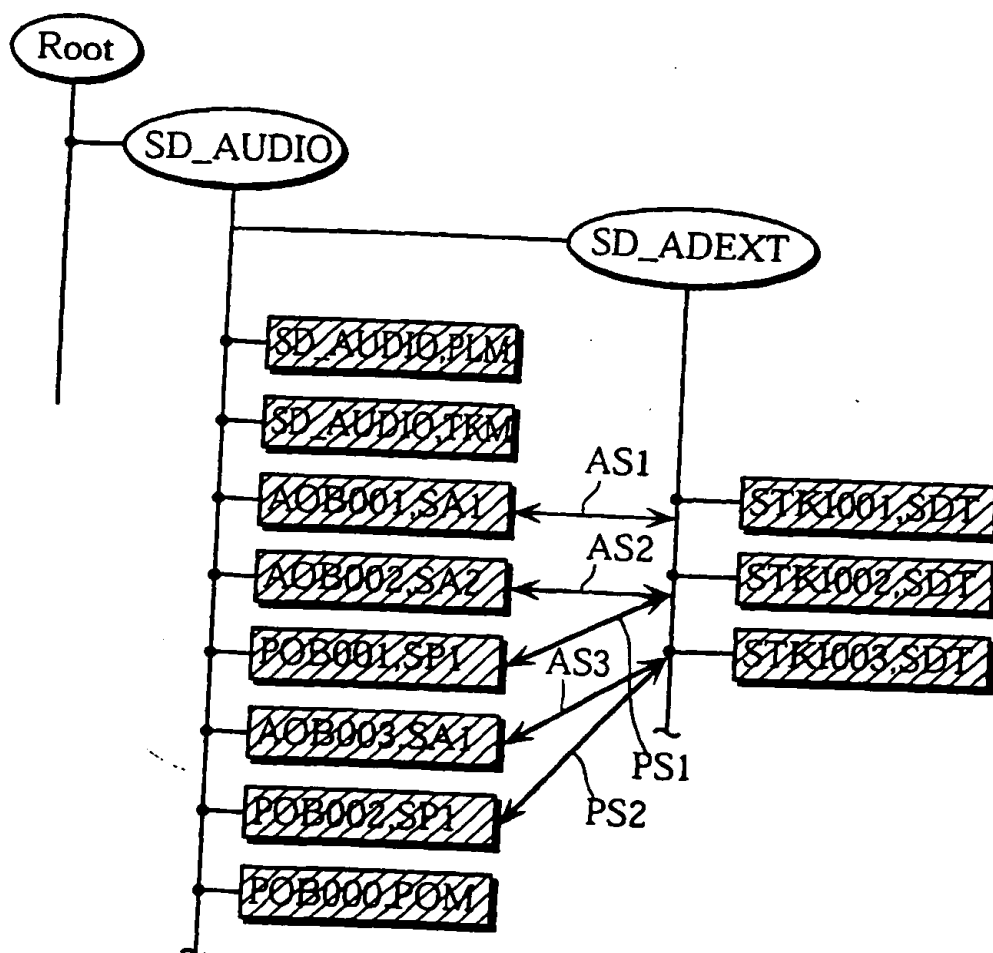 Root
SD_AUDIO
SD_ADEXT
SD_AUDIO,PLM
SD_AUDIO,TKM
AOB001,SA1
AS1
STKI001,SDT
AOB002,SA2
AS2
STKI002,SDT
POB001,SP1
AS3
STKI003,SDT
AOB003,SA1
PS1
POB002,SP1
PS2
POB000,POM